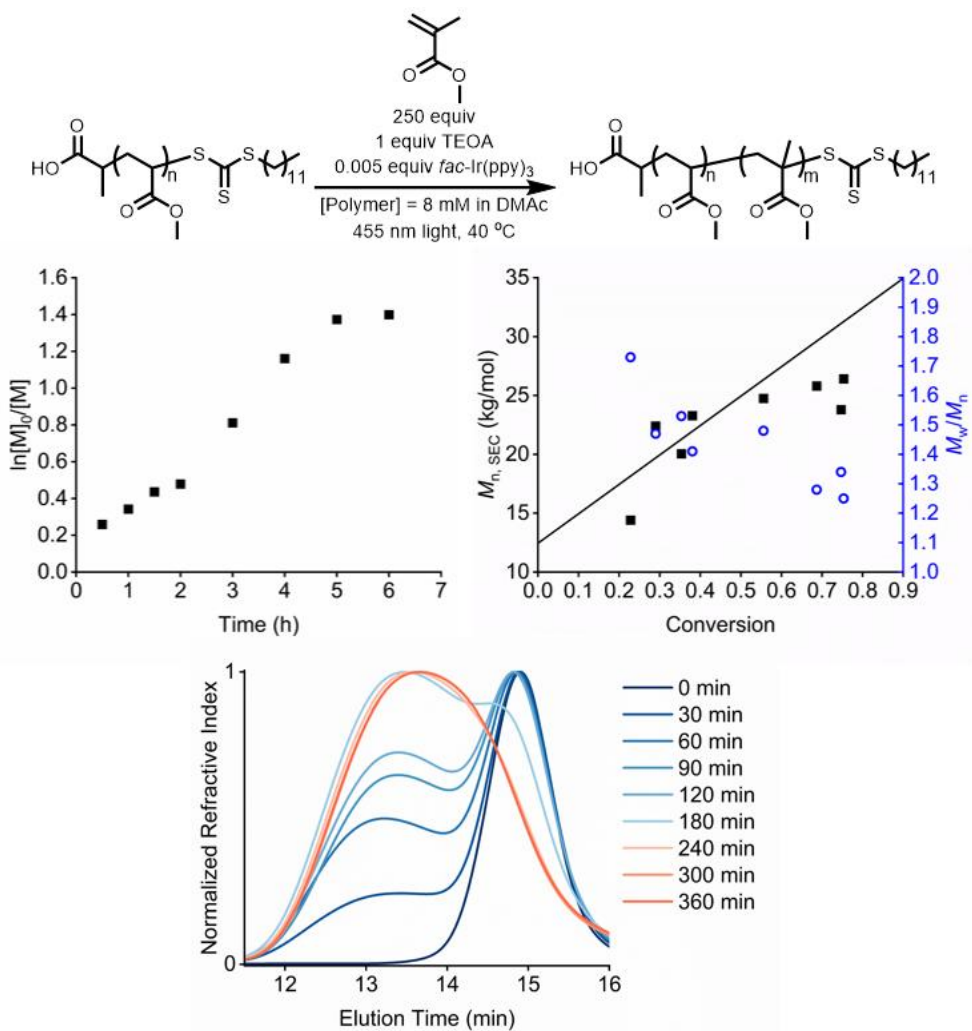 O
O
250 equiv
1 equiv TEOA
0.005 equiv fac-Ir(ppy)3
[Polymer] = 8 mM in DMAc
455 nm light, 40 °C
O
HO
n
O
O
S
S
S
11
O
HO
n
O
O
m
O
O
S
S
S
11
1.6
1.4
1.2
1.0
0.8
0.6
0.4
0.2
0.0
ln[M]0/[M]
0 1 2 3 4 5 6 7
Time (h)
35
30
25
20
15
10
Mn, SEC (kg/mol)
2.0
1.9
1.8
1.7
1.6
1.5
1.4
1.3
1.2
1.1
1.0
Mw/Mn
0.0 0.1 0.2 0.3 0.4 0.5 0.6 0.7 0.8 0.9
Conversion
1
0
Normalized Refractive Index
12 13 14 15 16
Elution Time (min)
0 min
30 min
60 min
90 min
120 min
180 min
240 min
300 min
360 min